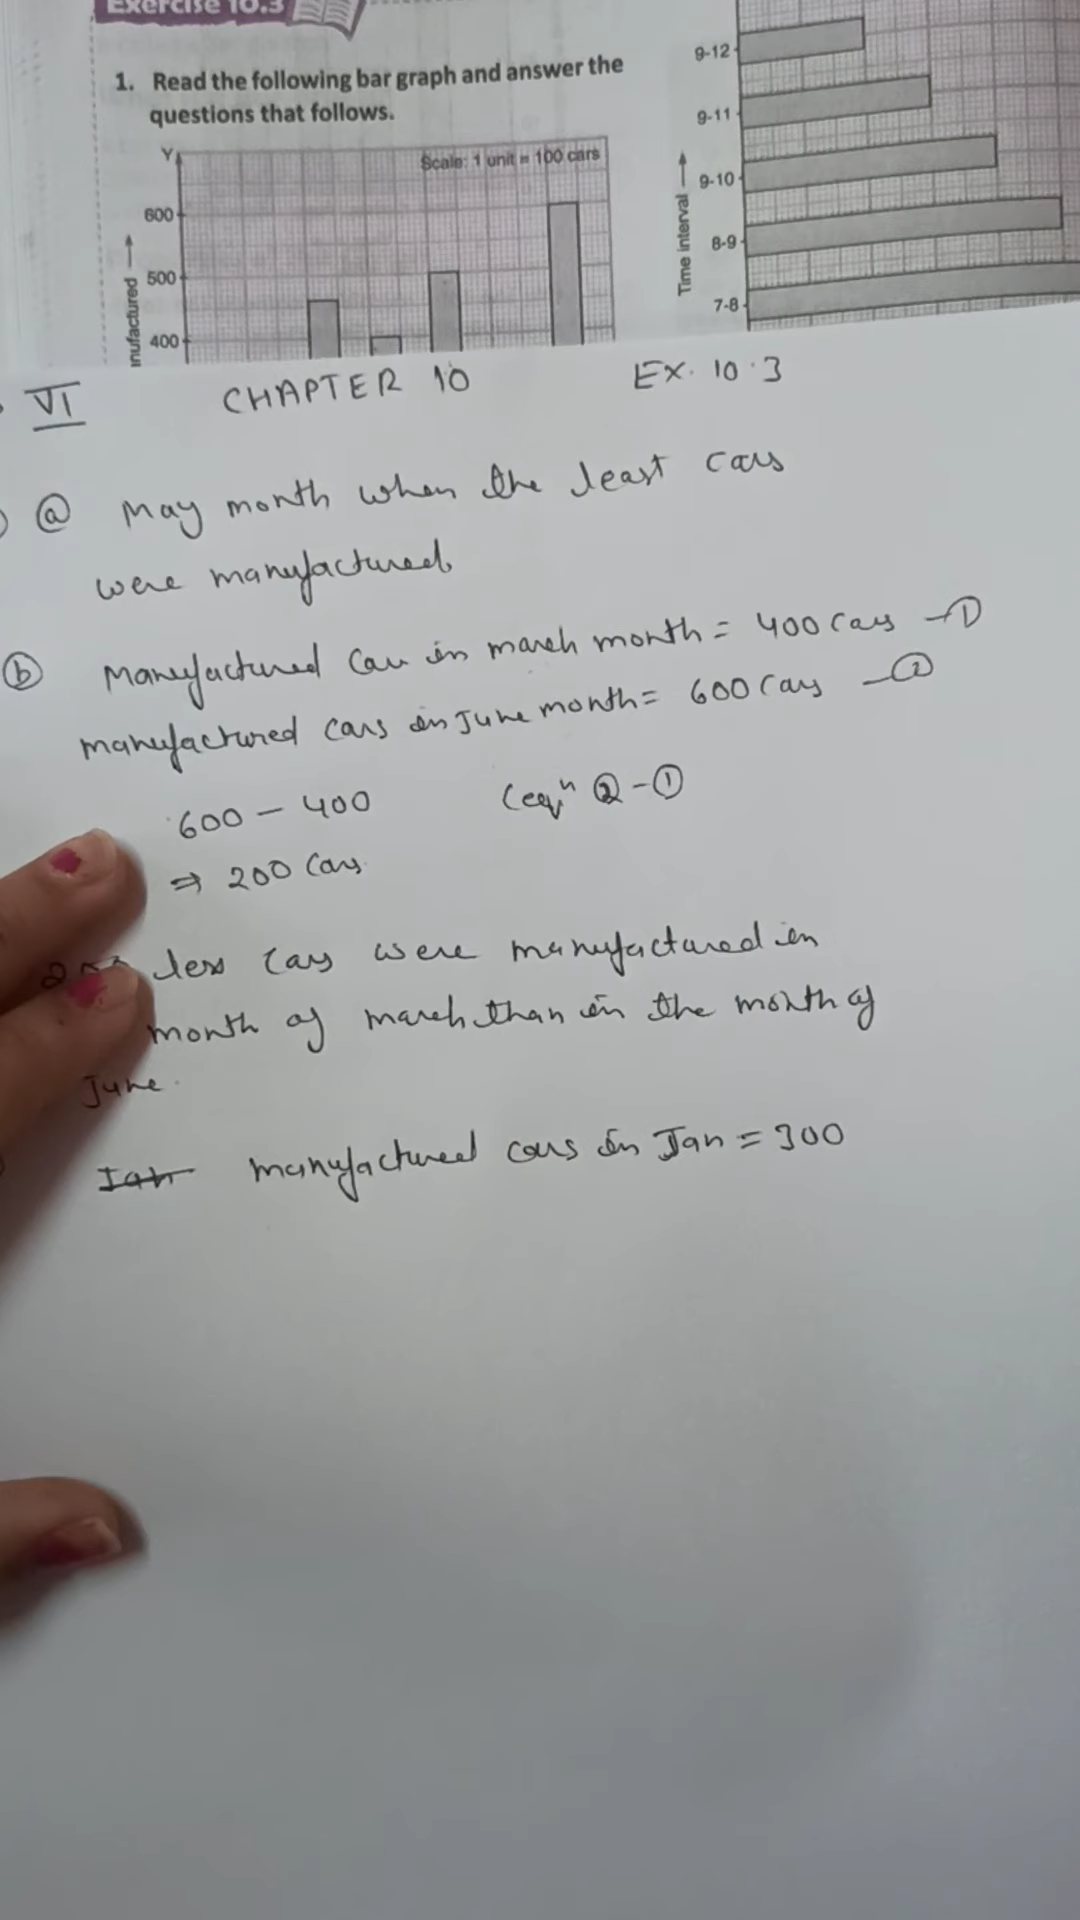 Exercise 10.3
1. Read the following bar graph and answer the
questions that follows.
Y
Scale: 1 unit = 100 cars
600
500
400
nufactured
9-12
9-11
9-10
8-9
7-8
Time interval
VI CHAPTER 10 EX. 10.3
(a) May month when the least cars
were manufactured
(b) Manufactured car in march month = 400 cars - ①
manufactured cars in June month = 600 cars - ②
600 - 400 (eqn ② - ①
⇒ 200 cars
less cars were manufactured in
month of march than in the month of
June.
Jan manufactured cars in Jan = 300